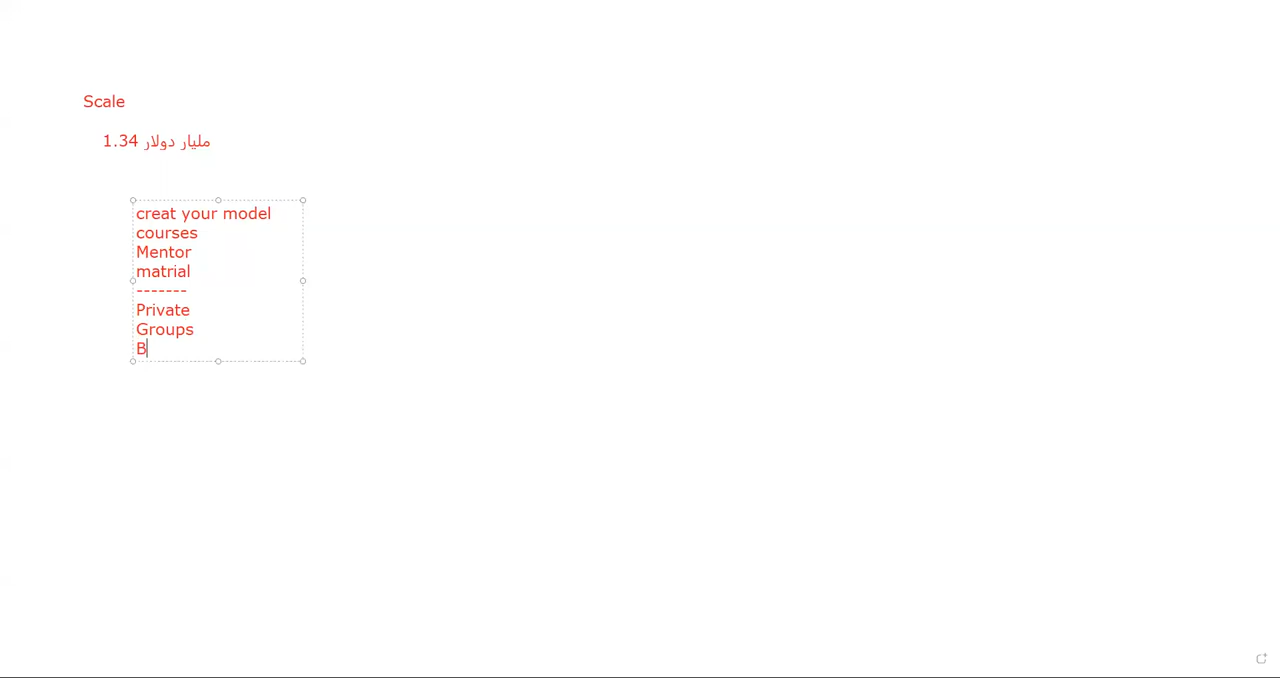 Scale
1.34 مليار دولار
creat your model
courses
Mentor
matrial
-------
Private
Groups
B